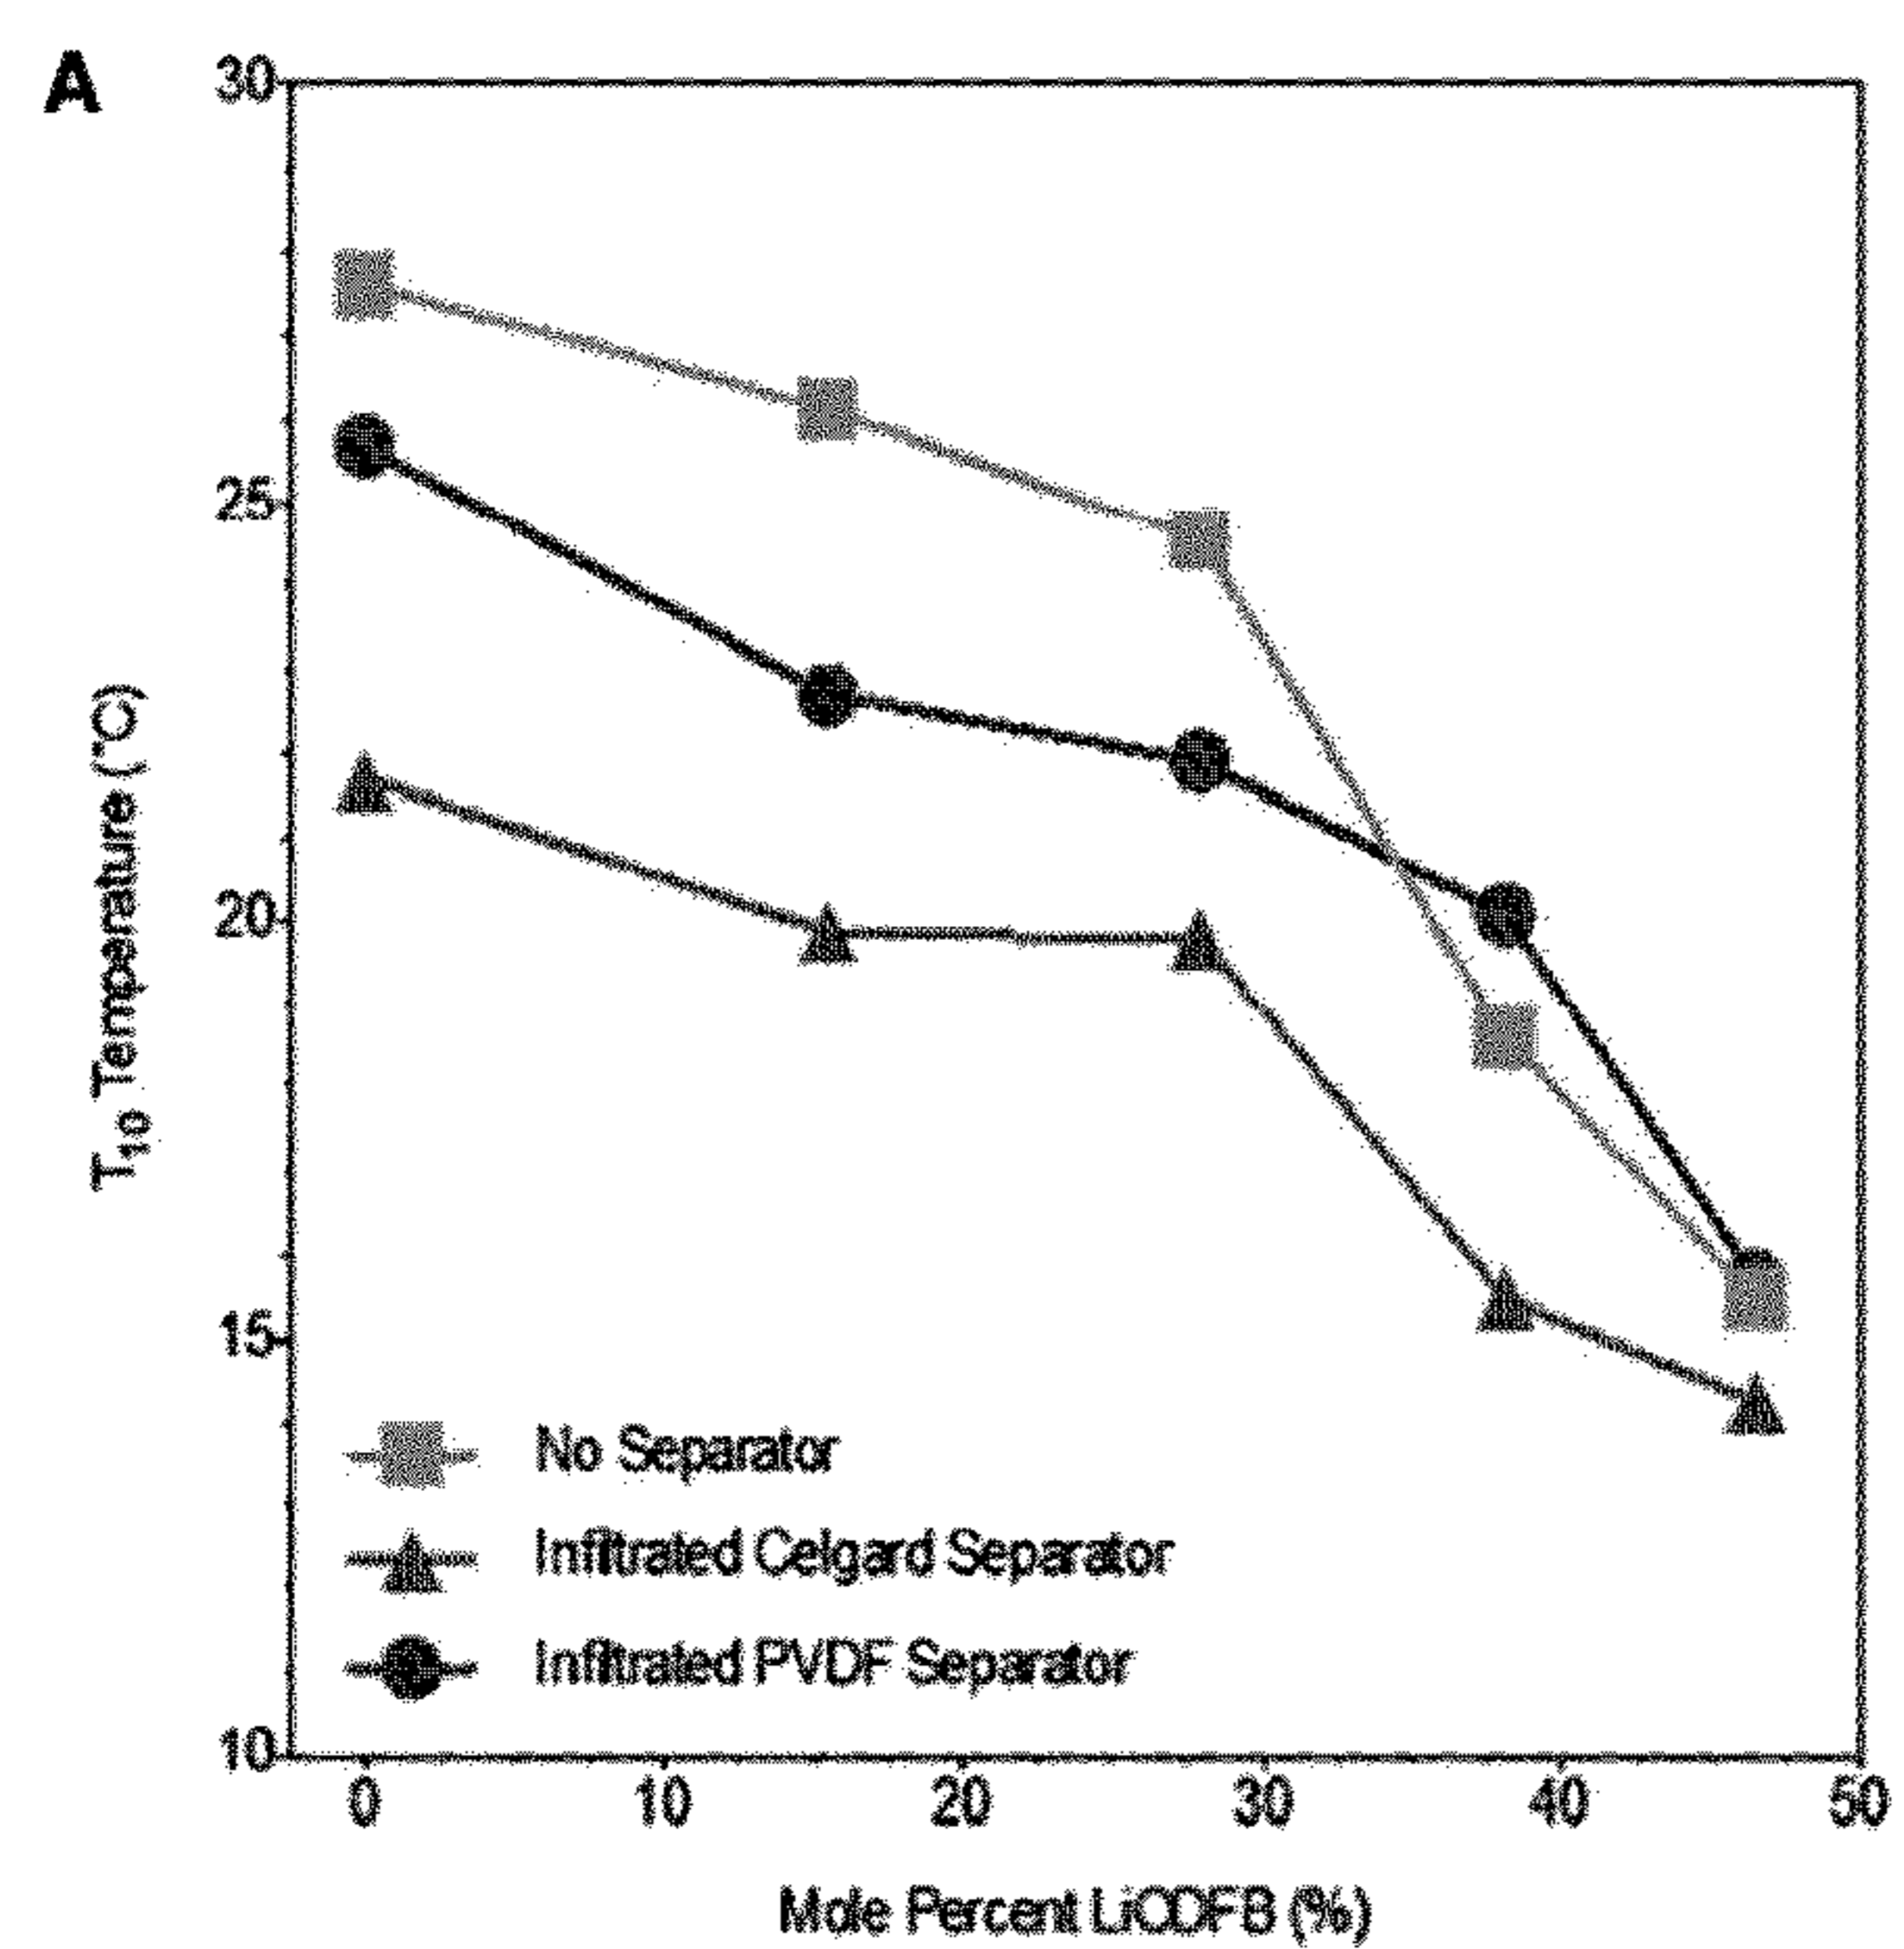 A
30
25
20
15
10
T10 Temperature (°C)
No Separator
Infiltrated Celgard Separator
Infiltrated PVDF Separator
0 10 20 30 40 50
Mole Percent LiODFB (%)